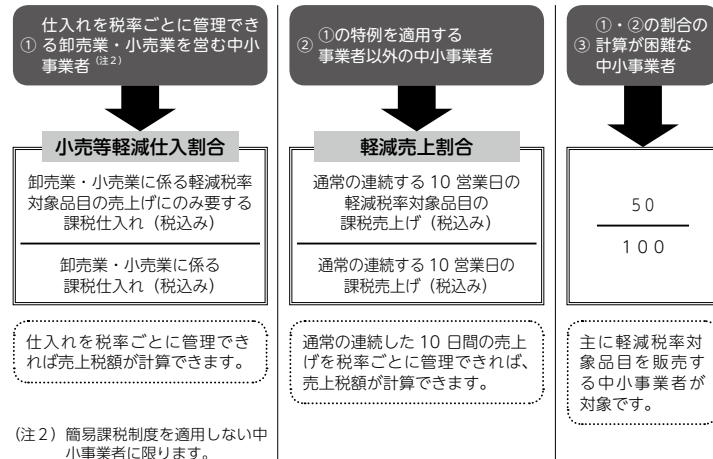 仕入れを税率ごとに管理でき
① る卸売業・小売業を営む中小
事業者（注２）
小売等軽減仕入割合
卸売業・小売業に係る軽減税率
対象品目の売上げにのみ要する
課税仕入れ（税込み）
卸売業・小売業に係る
課税仕入れ（税込み）
仕入れを税率ごとに管理でき
れば売上税額が計算できます。
（注２）簡易課税制度を適用しない中
小事業者に限ります。
② ①の特例を適用する
事業者以外の中小事業者
軽減売上割合
通常の連続する 10 営業日の
軽減税率対象品目の
課税売上げ（税込み）
通常の連続する 10 営業日の
課税売上げ（税込み）
通常の連続した 10 日間の売上
げを税率ごとに管理できれば、
売上税額が計算できます。
①・②の割合の
③ 計算が困難な
中小事業者
５０
１００
主に軽減税率対
象品目を販売す
る中小事業者が
対象です。